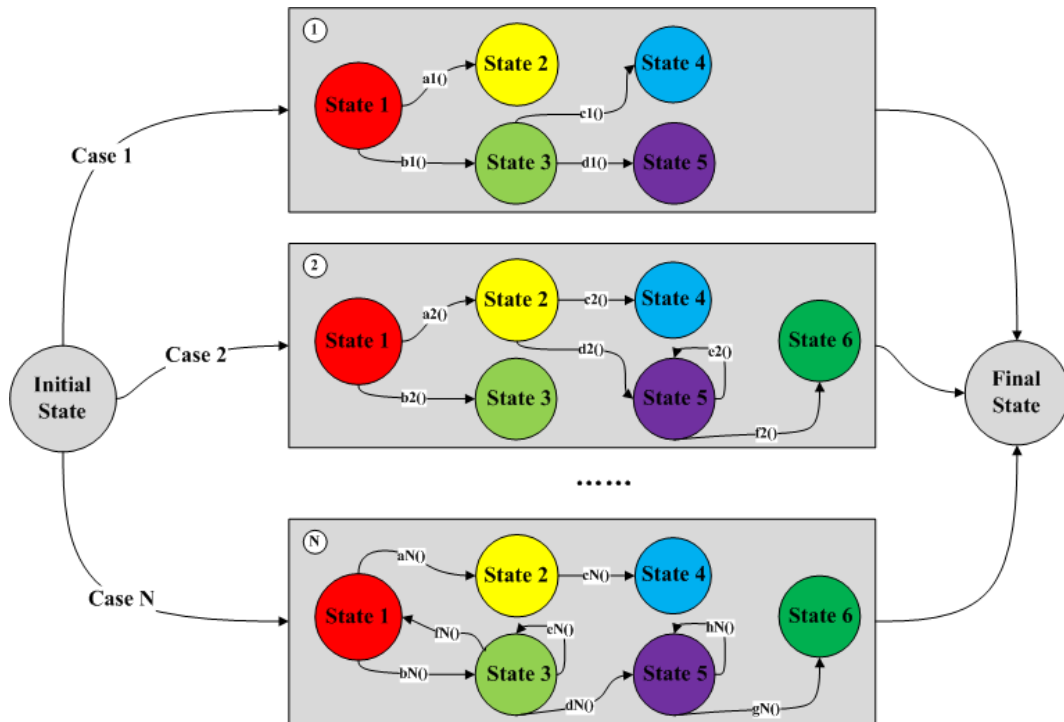 1
State 1
a1()
State 2
b1()
State 3
c1()
State 4
d1()
State 5
Case 1
2
State 1
a2()
State 2
b2()
State 3
c2()
State 4
d2()
State 5
e2()
f2()
State 6
Case 2
Initial
State
Final
State
......
N
State 1
aN()
State 2
cN()
State 4
fN()
eN()
bN()
State 3
dN()
State 5
hN()
gN()
State 6
Case N